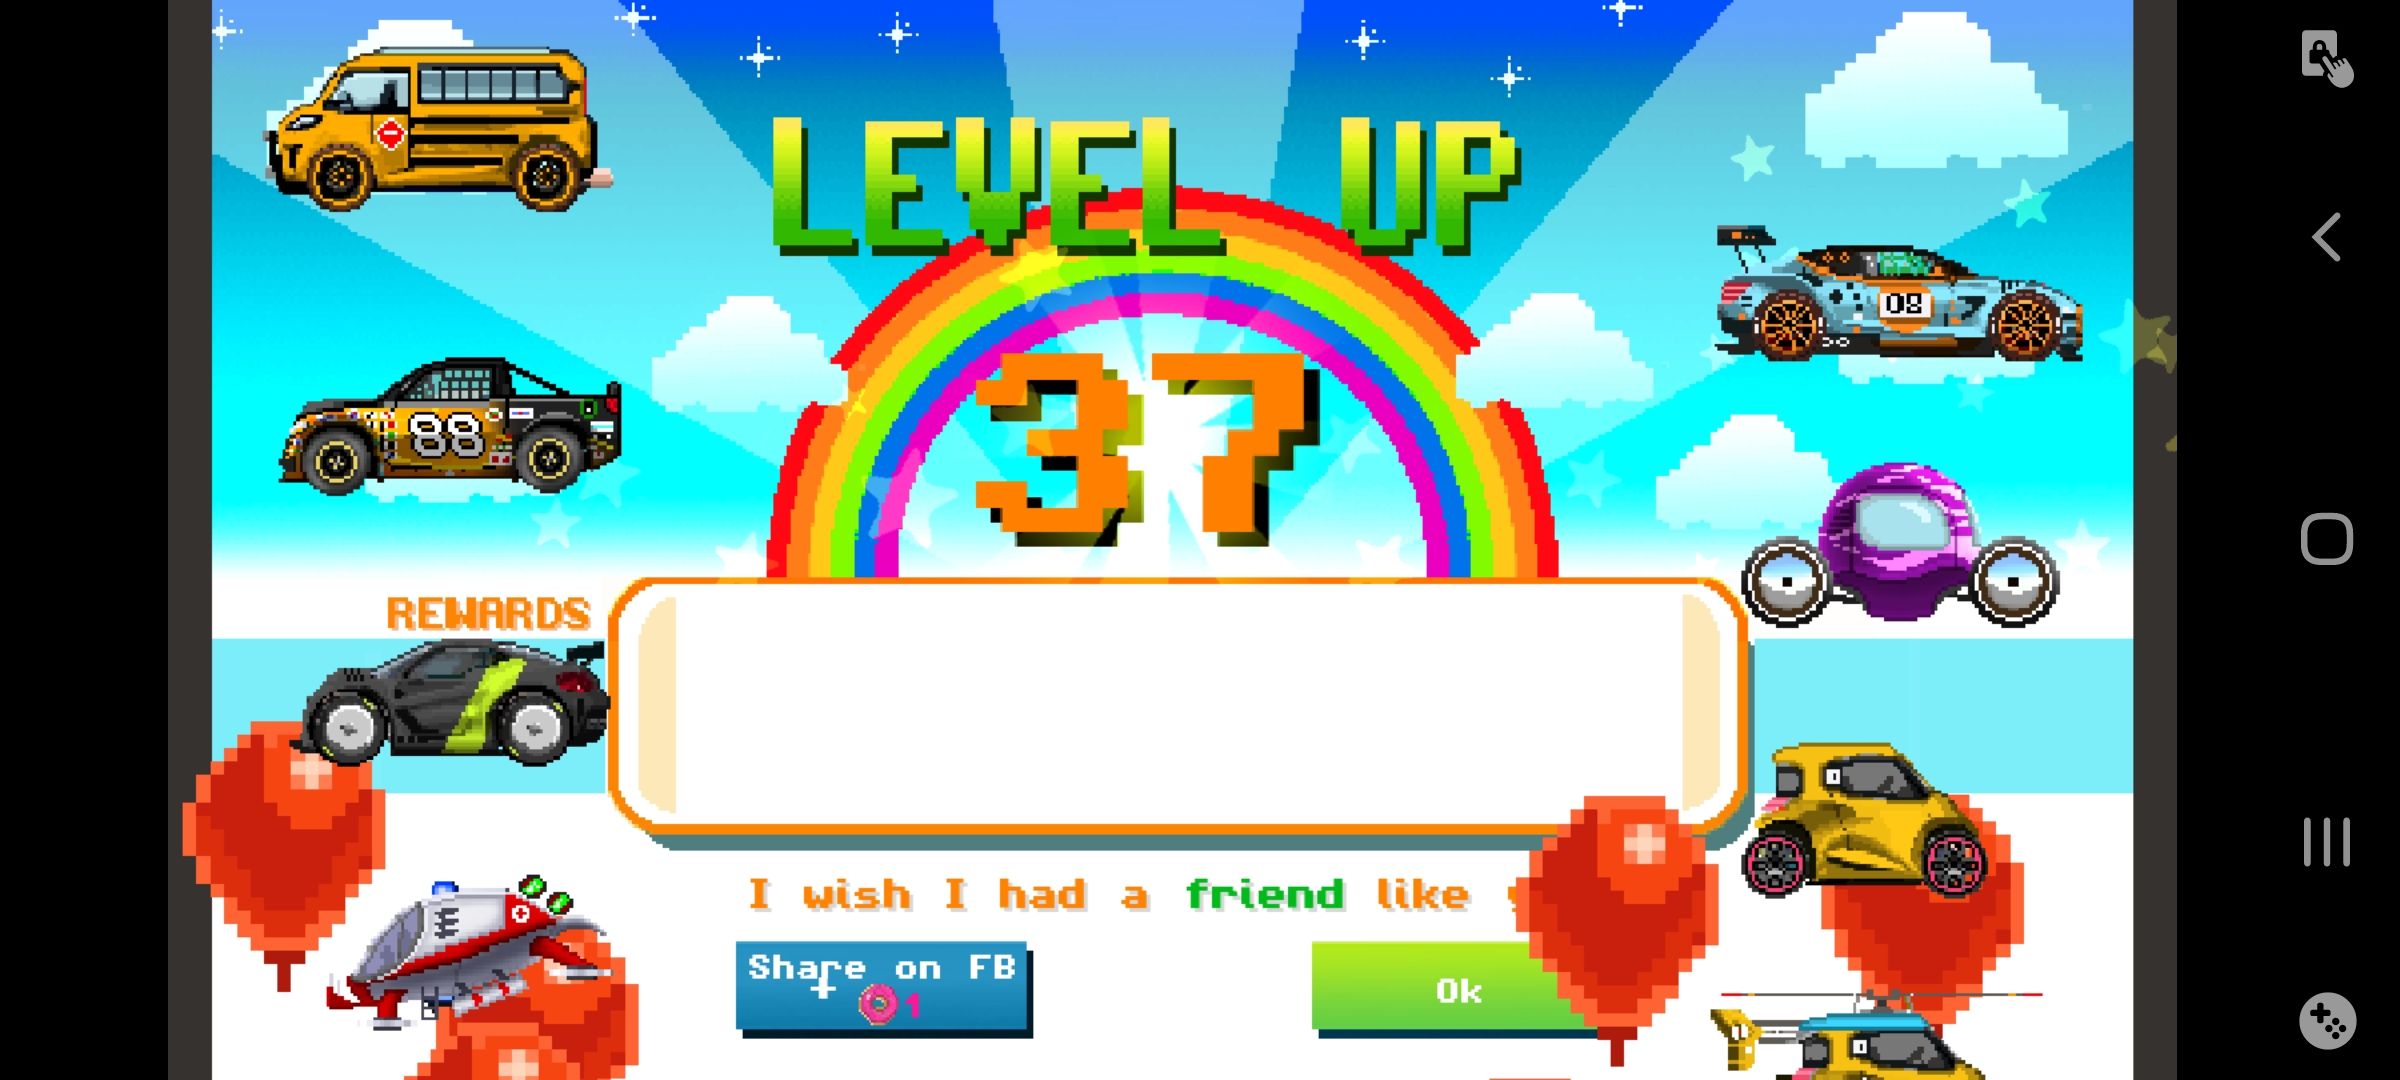 LEVEL UP
08
37
88
REWARDS
I wish I had a friend like
Share on FB
+ 1
Ok